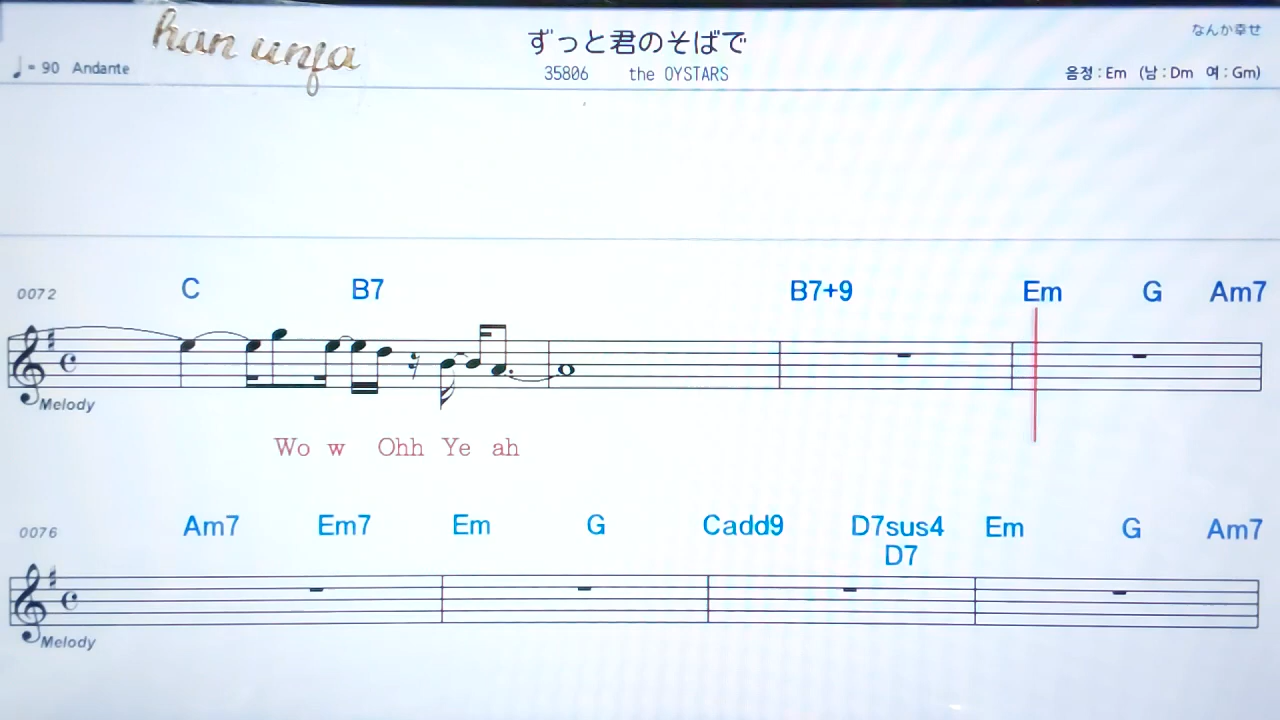 han unja
ずっと君のそばで
なんか幸せ
♩= 90 Andante
35806 the OYSTARS
음정 : Em (남 : Dm 여 : Gm)
0072 C B7 B7+9 Em G Am7
Melody
Wo w Ohh Ye ah
0076 Am7 Em7 Em G Cadd9 D7sus4 Em G Am7
D7
Melody